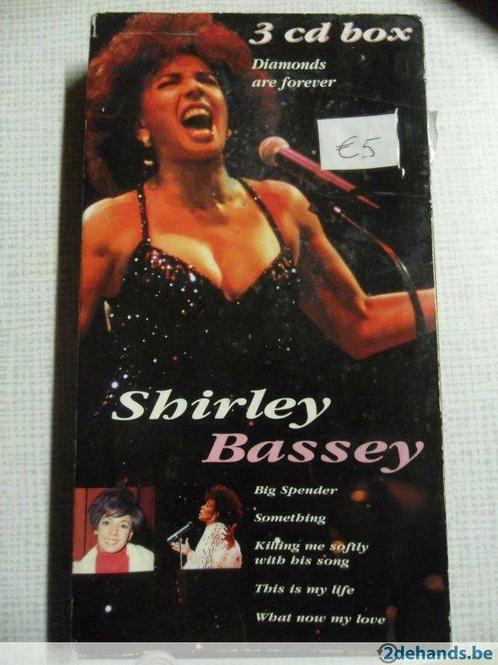 3 cd box
Diamonds
are forever
€5
Shirley
Bassey
Big Spender
Something
Killing me softly
with his song
This is my life
What now my love
2dehands.be